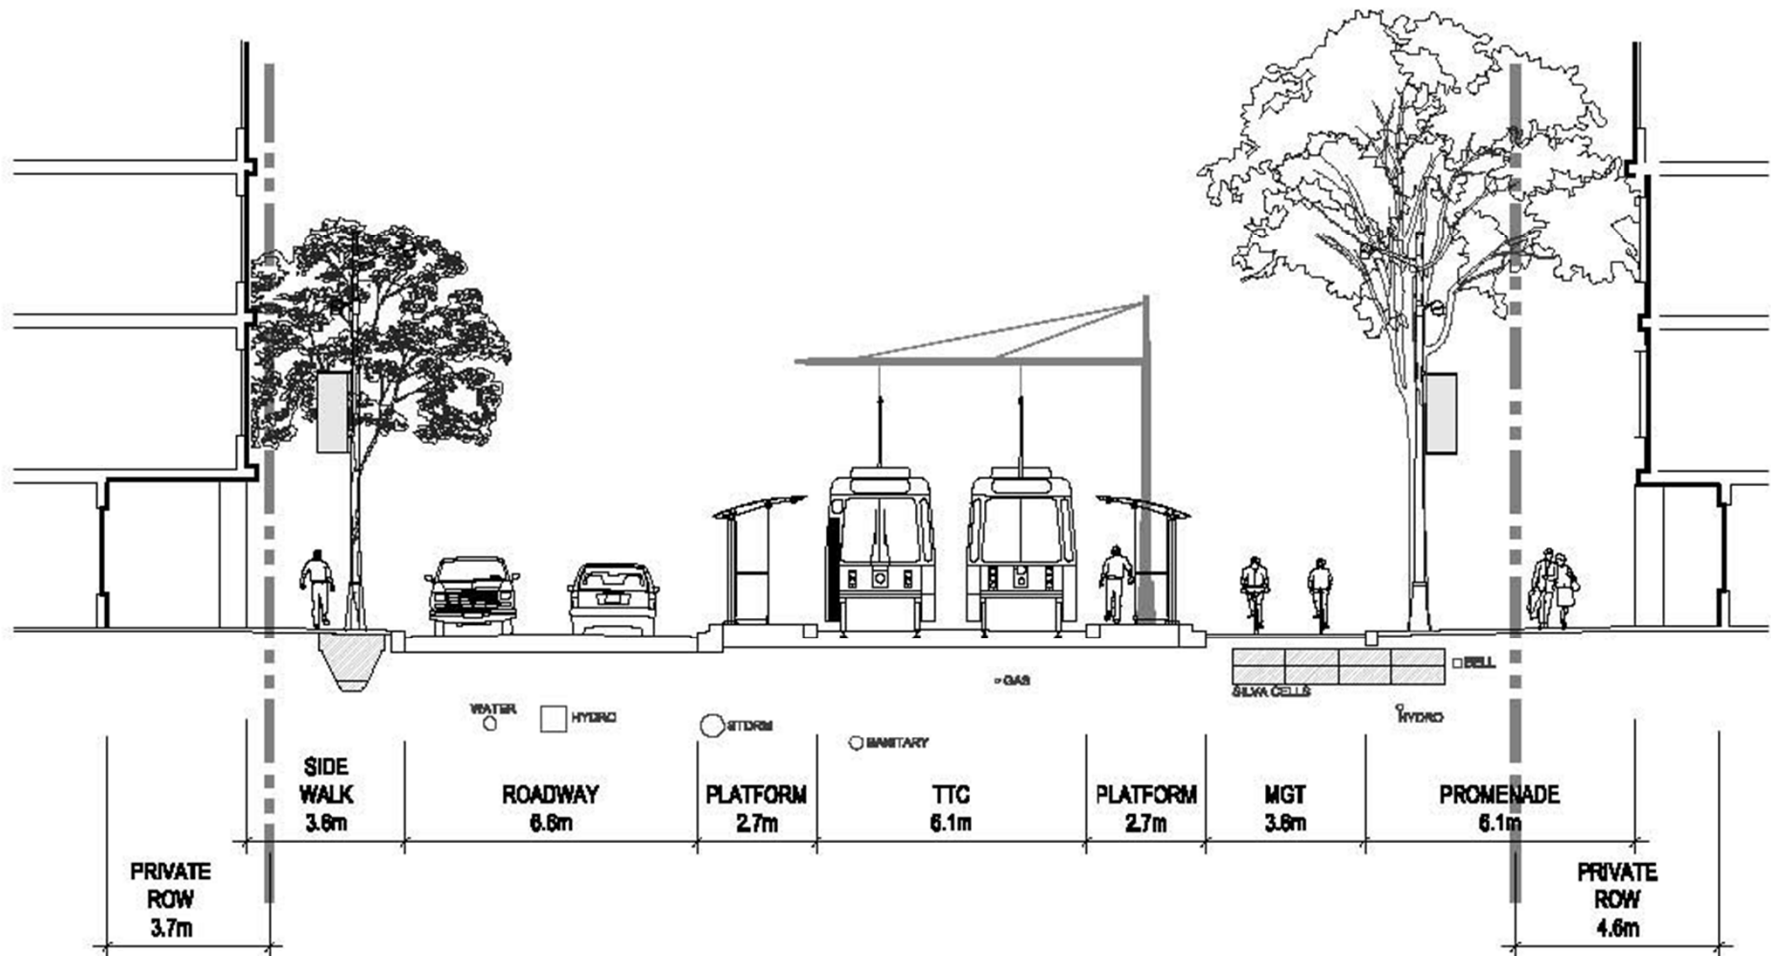 GAS
BELL
SILVA CELLS
WATER
HYDRO
STORM
SANITARY
HYDRO
SIDE
WALK
3.6m
ROADWAY
6.6m
PLATFORM
2.7m
TTC
6.1m
PLATFORM
2.7m
MGT
3.6m
PROMENADE
6.1m
PRIVATE
ROW
3.7m
PRIVATE
ROW
4.6m